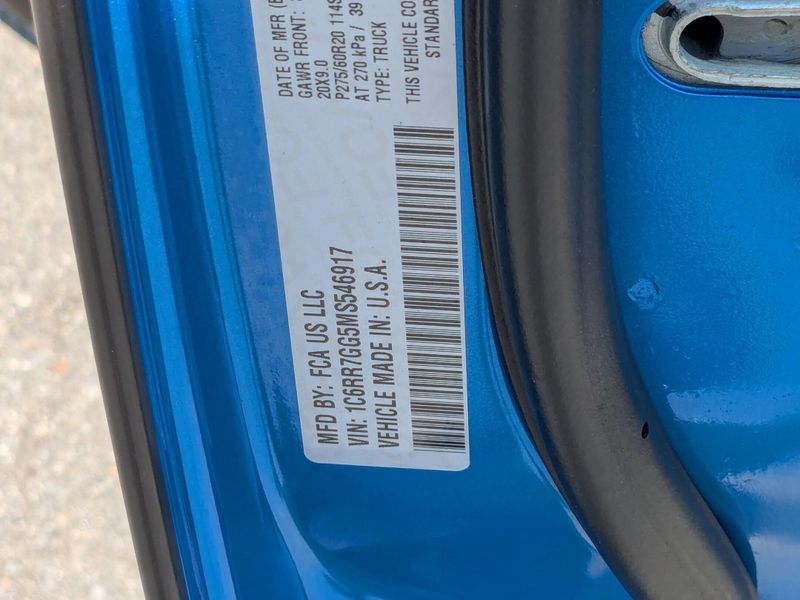 MFD BY: FCA US LLC
VIN: 1C6RR7GG5MS546917
VEHICLE MADE IN: U.S.A.
DATE OF MFR
GAWR FRONT:
20X9.0
P275/60R20 114S
AT 270 kPa / 39
TYPE: TRUCK
THIS VEHICLE CO
STANDAR